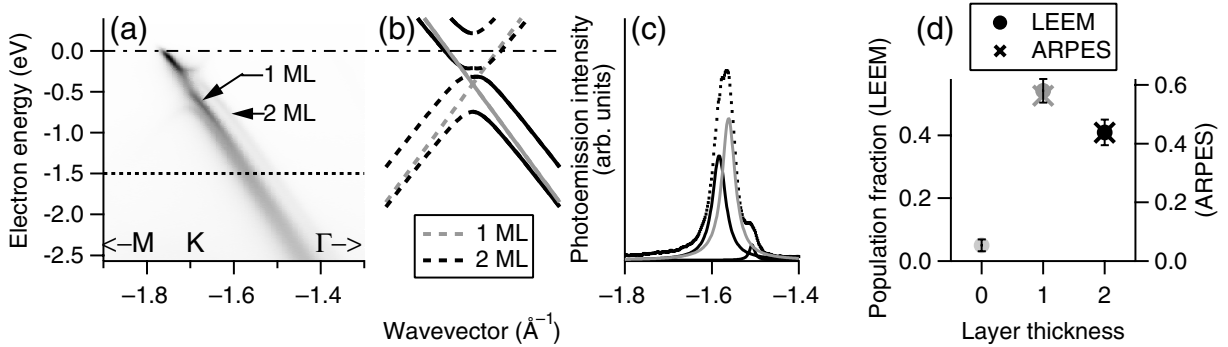 (a)
Electron energy (eV)
0.0
-0.5
-1.0
-1.5
-2.0
-2.5
1 ML
2 ML
<--M
K
Γ-->
−1.8
−1.6
−1.4
(b)
1 ML
2 ML
Wavevector (Å⁻¹)
(c)
Photoemission intensity
(arb. units)
−1.8
−1.6
−1.4
(d)
LEEM
ARPES
Population fraction (LEEM)
0.4
0.0
0.6
0.4
0.2
0.0
(ARPES)
0
1
2
Layer thickness